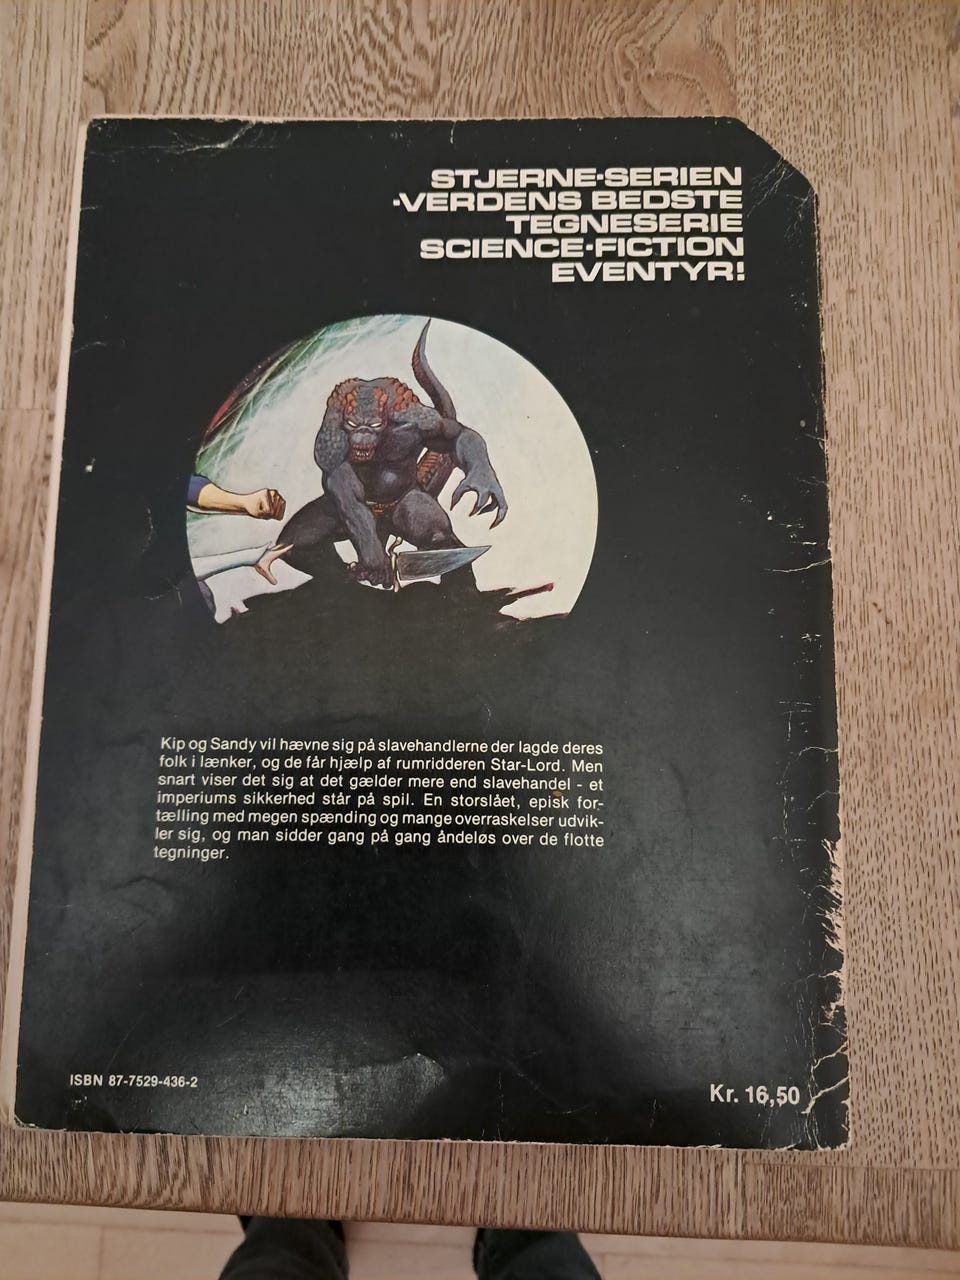 STJERNE-SERIEN
-VERDENS BEDSTE
TEGNESERIE
SCIENCE-FICTION
EVENTYR!
Kip og Sandy vil hævne sig på slavehandlerne der lagde deres
folk i lænker, og de får hjælp af rumridderen Star-Lord. Men
snart viser det sig at det gælder mere end slavehandel - et
imperiums sikkerhed står på spil. En storslået, episk for-
tælling med megen spænding og mange overraskelser udvik-
ler sig, og man sidder gang på gang åndeløs over de flotte
tegninger.
ISBN 87-7529-436-2
Kr. 16,50